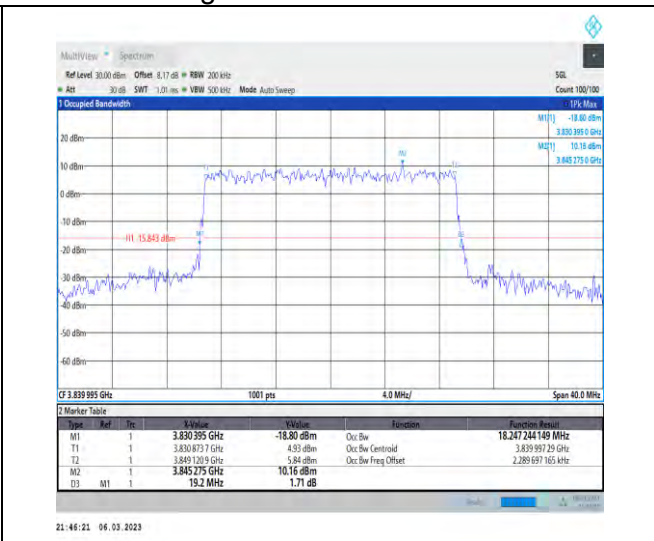 MultiView Spectrum
Ref Level 30.00 dBm Offset 8.17 dB RBW 200 kHz SGL
Att 30 dB SWT 1.01 ms VBW 500 kHz Mode Auto Sweep Count 100/100
1 Occupied Bandwidth 1Pk Max
M1[1] -18.80 dBm
3.830 395 0 GHz
M2[1] 10.16 dBm
3.845 275 0 GHz
20 dBm
10 dBm
0 dBm
-10 dBm
-20 dBm
-30 dBm
-40 dBm
-50 dBm
-60 dBm
M2
T1
M1
H1 -15.843 dBm
CF 3.839 995 GHz 1001 pts 4.0 MHz/ Span 40.0 MHz
2 Marker Table
Type Ref Trc X-Value Y-Value Function Function Result
M1 1 3.830 395 GHz -18.80 dBm Occ Bw 18.247 244 149 MHz
T1 1 3.830 873 7 GHz 4.93 dBm Occ Bw Centroid 3.839 997 29 GHz
T2 1 3.849 120 9 GHz 5.84 dBm Occ Bw Freq Offset 2.289 697 165 kHz
M2 1 3.845 275 GHz 10.16 dBm
D3 M1 1 19.2 MHz 1.71 dB
21:46:21 06.03.2023